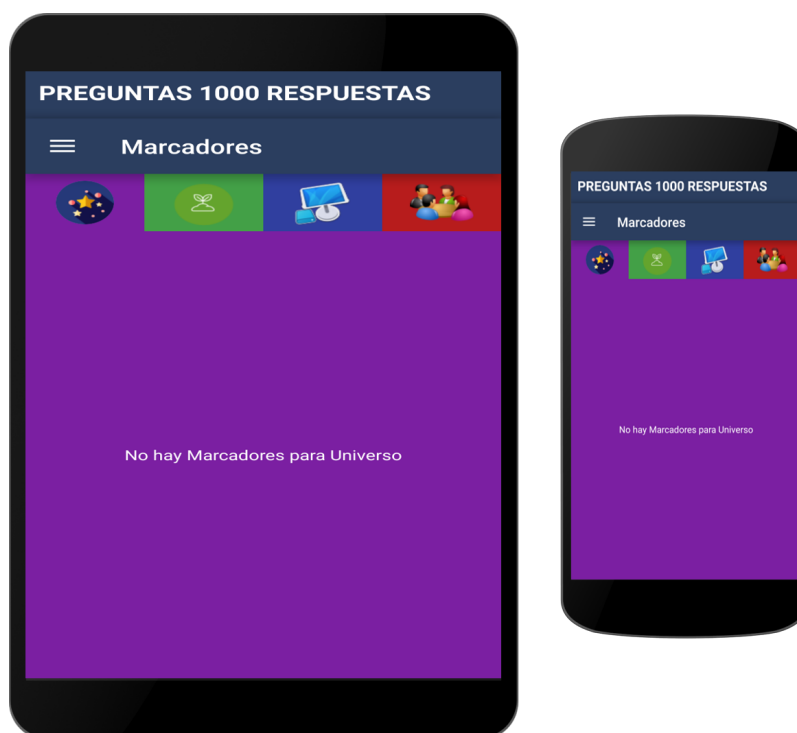 PREGUNTAS 1000 RESPUESTAS
Marcadores
No hay Marcadores para Universo
PREGUNTAS 1000 RESPUESTAS
Marcadores
No hay Marcadores para Universo